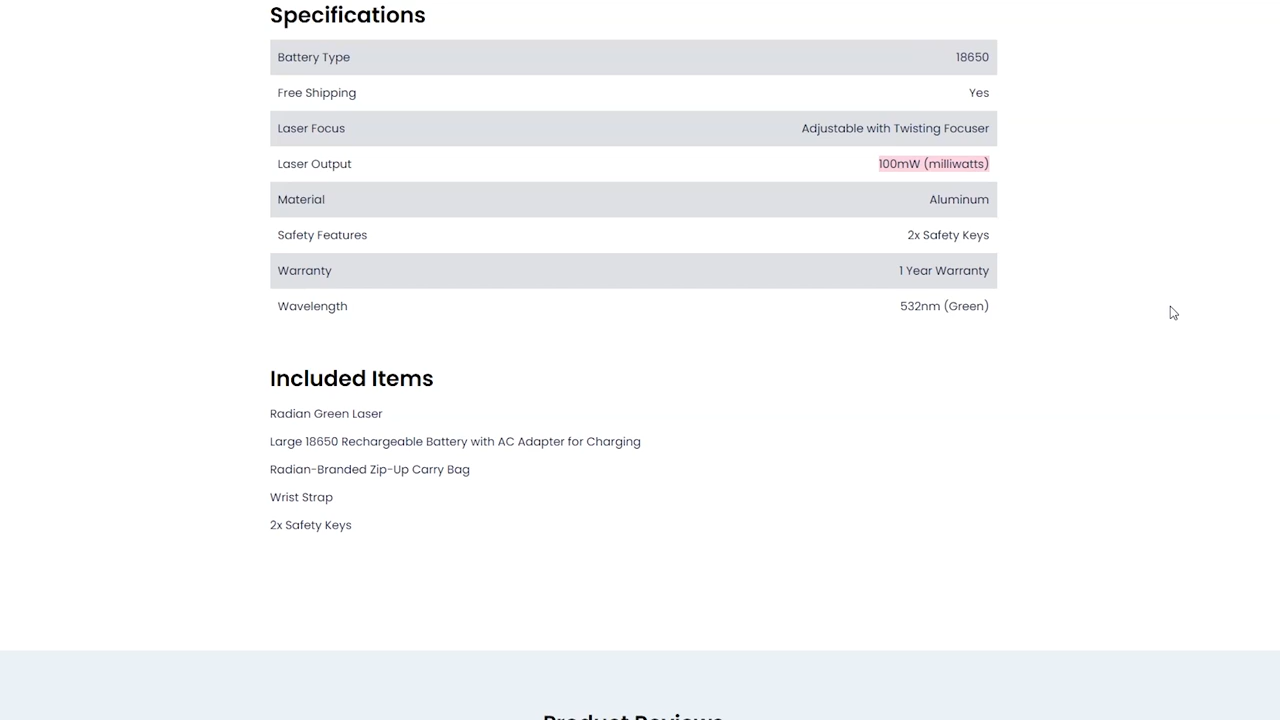 Specifications
Battery Type 18650
Free Shipping Yes
Laser Focus Adjustable with Twisting Focuser
Laser Output 100mW (milliwatts)
Material Aluminum
Safety Features 2x Safety Keys
Warranty 1 Year Warranty
Wavelength 532nm (Green)
Included Items
Radian Green Laser
Large 18650 Rechargeable Battery with AC Adapter for Charging
Radian-Branded Zip-Up Carry Bag
Wrist Strap
2x Safety Keys
Product Reviews